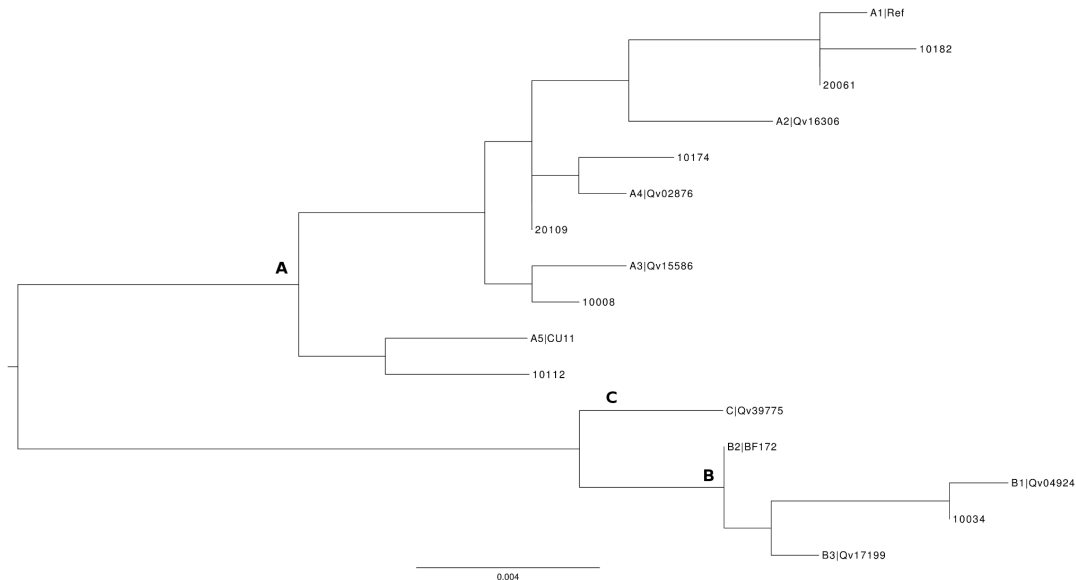 A1|Ref
10182
20061
A2|Qv16306
10174
A4|Qv02876
20109
A3|Qv15586
A
10008
A5|CU11
10112
C
C|Qv39775
B2|BF172
B
B1|Qv04924
10034
B3|Qv17199
0.004